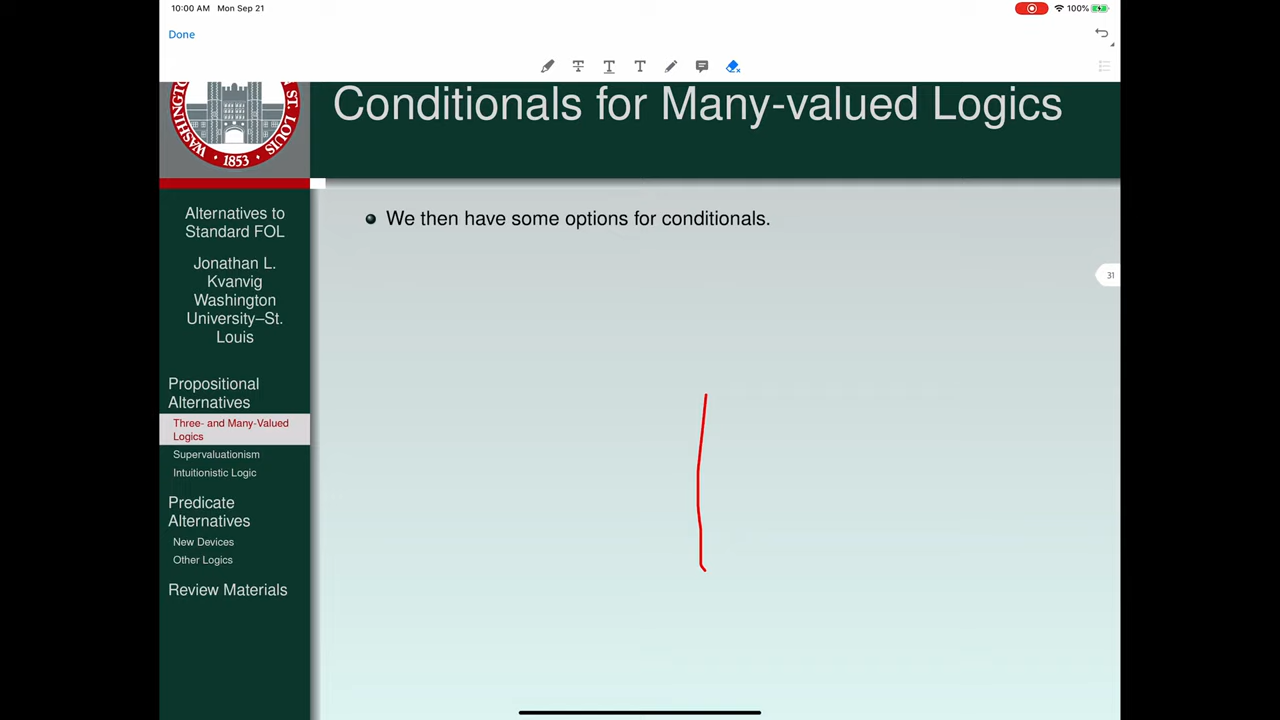 10:00 AM Mon Sep 21
100%
Done
Conditionals for Many-valued Logics
WASHINGTON
ST. LOUIS
1853
We then have some options for conditionals.
31
Alternatives to
Standard FOL
Jonathan L.
Kvanvig
Washington
University–St.
Louis
Propositional
Alternatives
Three- and Many-Valued
Logics
Supervaluationism
Intuitionistic Logic
Predicate
Alternatives
New Devices
Other Logics
Review Materials